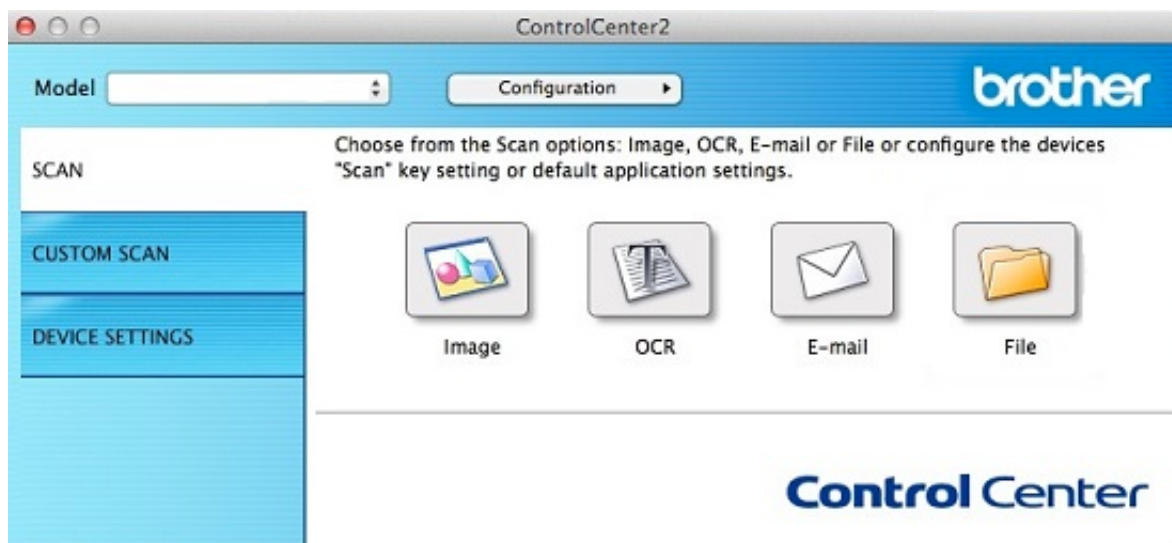 ControlCenter2
Model
Configuration
brother
SCAN
Choose from the Scan options: Image, OCR, E-mail or File or configure the devices
"Scan" key setting or default application settings.
CUSTOM SCAN
DEVICE SETTINGS
Image
OCR
E-mail
File
Control Center